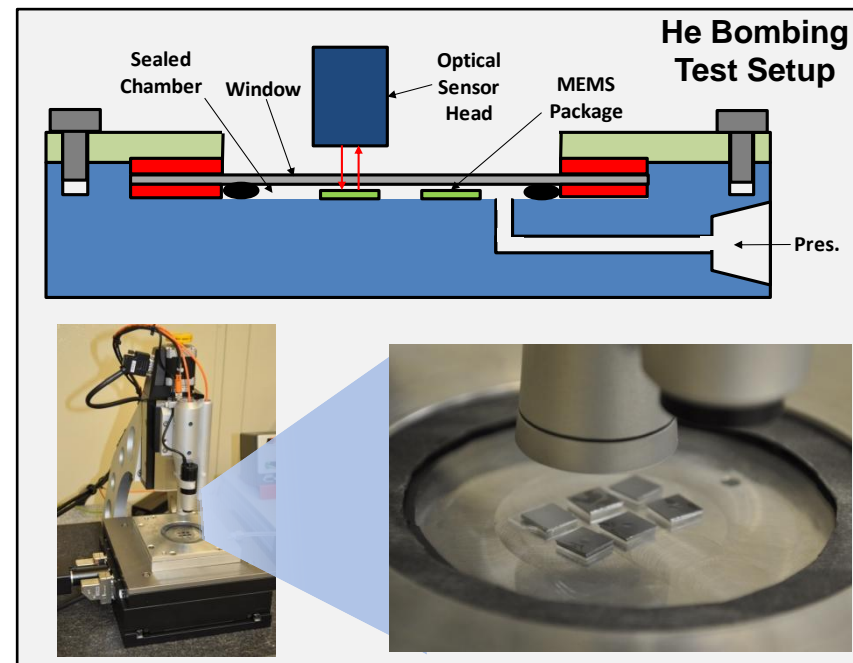 He Bombing
Test Setup
Sealed
Chamber
Window
Optical
Sensor
Head
MEMS
Package
Pres.